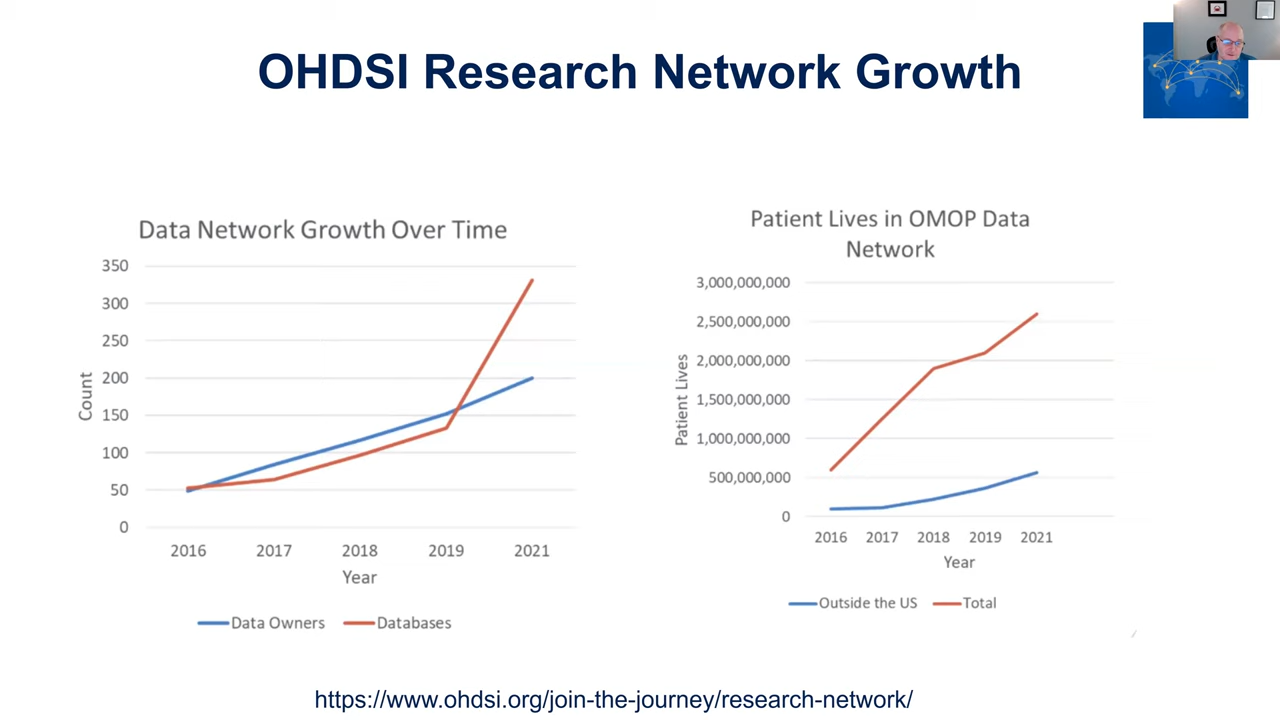 OHDSI Research Network Growth
Data Network Growth Over Time
350
300
250
200
150
100
50
0
Count
2016 2017 2018 2019 2021
Year
Data Owners Databases
Patient Lives in OMOP Data
Network
3,000,000,000
2,500,000,000
2,000,000,000
1,500,000,000
1,000,000,000
500,000,000
0
Patient Lives
2016 2017 2018 2019 2021
Year
Outside the US Total
https://www.ohdsi.org/join-the-journey/research-network/